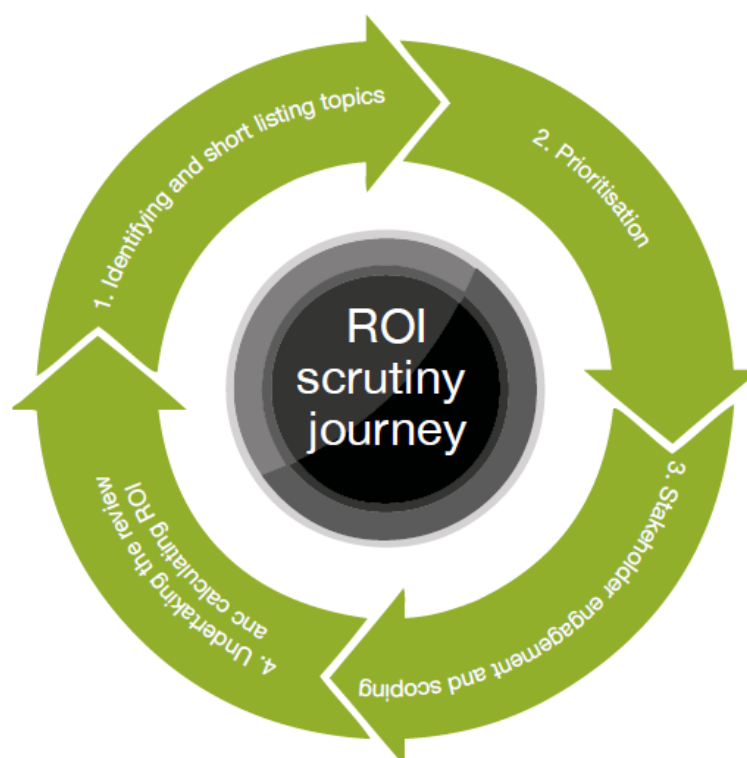 1. Identifying and short listing topics
2. Prioritisation
3. Stakeholder engagement and scoping
4. Undertaking the review
anc calculating ROI
ROI
scrutiny
journey